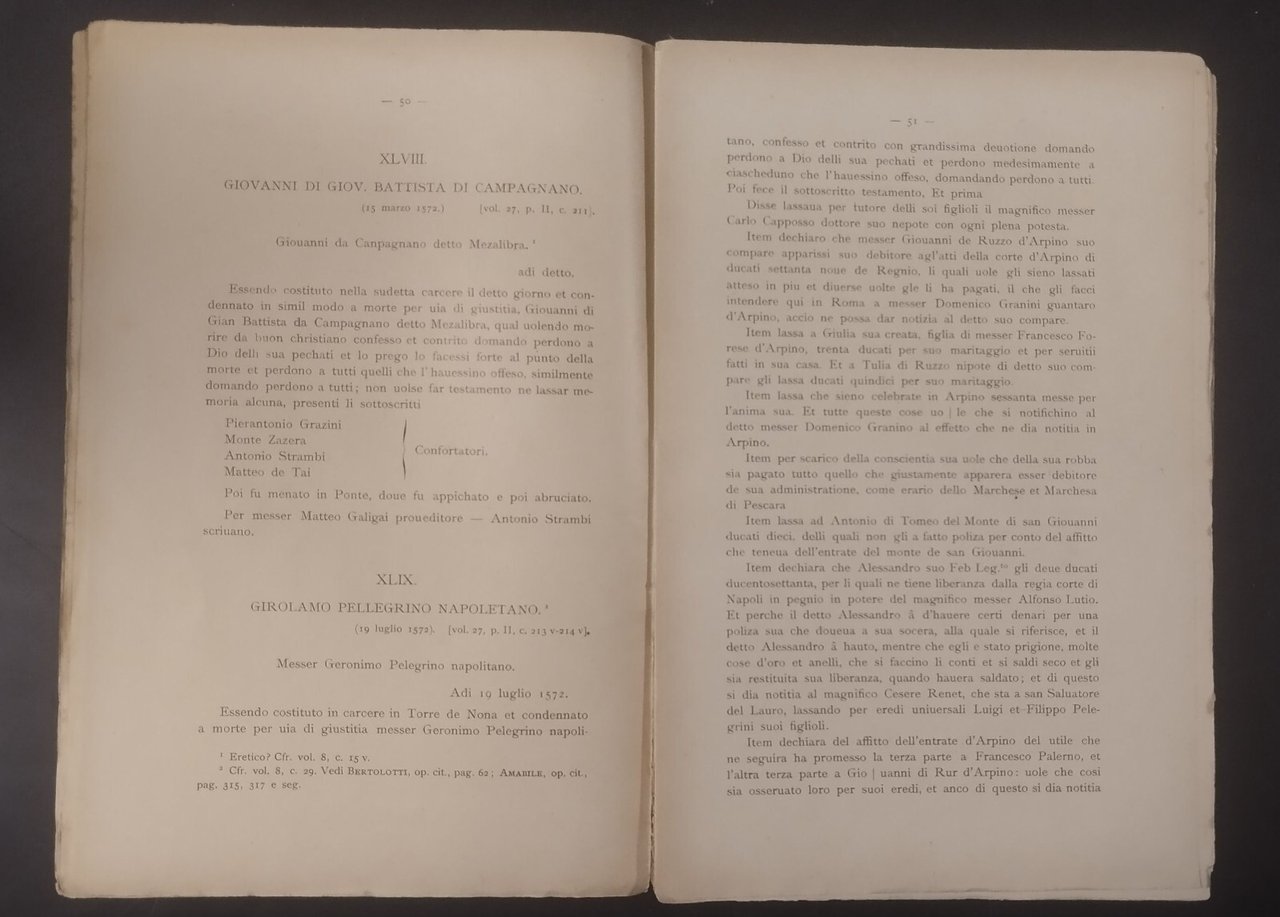 — 50 —
XLVIII.
GIOVANNI DI GIOV. BATTISTA DI CAMPAGNANO.
(15 marzo 1572.) [vol. 27, p. II, c. 211].
Giouanni da Canpagnano detto Mezalibra. ¹
adi detto.
Essendo costituto nella sudetta carcere il detto giorno et con-
dennato in simil modo a morte per uia di giustitia, Giouanni di
Gian Battista da Campagnano detto Mezalibra, qual uolendo mo-
rire da buon christiano confesso et contrito domando perdono a
Dio delli sua pechati et lo prego lo facessi forte al punto della
morte et perdono a tutti quelli che l'hauessino offeso, similmente
domando perdono a tutti; non uolse far testamento ne lassar me-
moria alcuna, presenti li sottoscritti
Pierantonio Grazini
Monte Zazera
Antonio Strambi
Matteo de Tai
Confortatori.
Poi fu menato in Ponte, doue fu appichato e poi abruciato.
Per messer Matteo Galigai proueditore — Antonio Strambi
scriuano.
XLIX.
GIROLAMO PELLEGRINO NAPOLETANO. ²
(19 luglio 1572). [vol. 27, p. II, c. 213 v-214 v].
Messer Geronimo Pelegrino napolitano.
Adi 19 luglio 1572.
Essendo costituto in carcere in Torre de Nona et condennato
a morte per uia di giustitia messer Geronimo Pelegrino napoli-
¹ Eretico? Cfr. vol. 8, c. 15 v.
² Cfr. vol. 8, c. 29. Vedi BERTOLOTTI, op. cit., pag. 62; AMABILE, op. cit.,
pag. 315, 317 e seg.
— 51 —
tano, confesso et contrito con grandissima deuotione domando
perdono a Dio delli sua pechati et perdono medesimamente a
ciascheduno che l'hauessino offeso, domandando perdono a tutti.
Poi fece il sottoscritto testamento, Et prima
Disse lassaua per tutore delli soi figlioli il magnifico messer
Carlo Capposso dottore suo nepote con ogni plena potesta.
Item dechiaro che messer Giouanni de Ruzzo d'Arpino suo
compare apparissi suo debitore agl'atti della corte d'Arpino di
ducati settanta noue de Regnio, li quali uole gli sieno lassati
atteso in piu et diuerse uolte gle li ha pagati, il che gli facci
intendere qui in Roma a messer Domenico Granini guantaro
d'Arpino, accio ne possa dar notizia al detto suo compare.
Item lassa a Giulia sua creata, figlia di messer Francesco Fo-
rese d'Arpino, trenta ducati per suo maritaggio et per seruitii
fatti in sua casa. Et a Tulia di Ruzzo nipote di detto suo com-
pare gli lassa ducati quindici per suo maritaggio.
Item lassa che sieno celebrate in Arpino sessanta messe per
l'anima sua. Et tutte queste cose uo | le che si notifichino al
detto messer Domenico Granino al effetto che ne dia notitia in
Arpino.
Item per scarico della conscientia sua uole che della sua robba
sia pagato tutto quello che giustamente apparera esser debitore
de sua administratione, come erario dello Marchese et Marchesa
di Pescara
Item lassa ad Antonio di Tomeo del Monte di san Giouanni
ducati dieci, delli quali non gli a fatto poliza per conto del affitto
che teneua dell'entrate del monte de san Giouanni.
Item dechiara che Alessandro suo Feb Leg.to gli deue ducati
ducentosettanta, per li quali ne tiene liberanza dalla regia corte di
Napoli in pegnio in potere del magnifico messer Alfonso Lutio.
Et perche il detto Alessandro â d'hauere certi denari per una
poliza sua che doueua a sua socera, alla quale si riferisce, et il
detto Alessandro â hauto, mentre che egli e stato prigione, molte
cose d'oro et anelli, che si faccino li conti et si saldi seco et gli
sia restituita sua liberanza, quando hauera saldato; et di questo
si dia notitia al magnifico Cesere Renet, che sta a san Saluatore
del Lauro, lassando per eredi uniuersali Luigi et Filippo Pele-
grini suoi figlioli.
Item dechiara del affitto dell'entrate d'Arpino del utile che
ne seguira ha promesso la terza parte a Francesco Palerno, et
l'altra terza parte a Gio | uanni di Rur d'Arpino: uole che cosi
sia osseruato loro per suoi eredi, et anco di questo si dia notitia